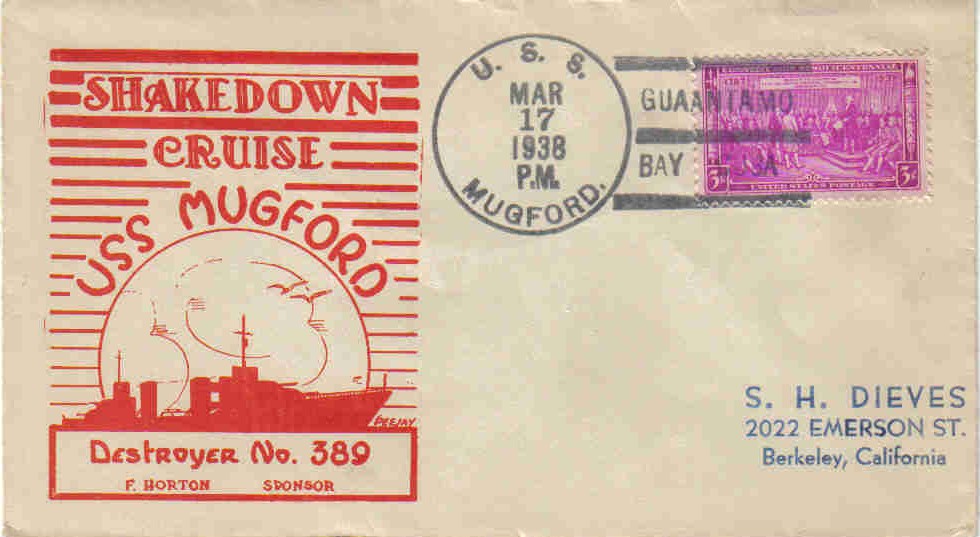 SHAKEDOWN
CRUISE
USS MUGFORD
PEEJAY
Destroyer No. 389
F. HORTON SPONSOR
U. S. S.
MAR
17
1938
P.M.
MUGFORD.
GUAANTAMO
BAY
3¢ 3¢
UNITED STATES POSTAGE
S. H. DIEVES
2022 EMERSON ST.
Berkeley, California